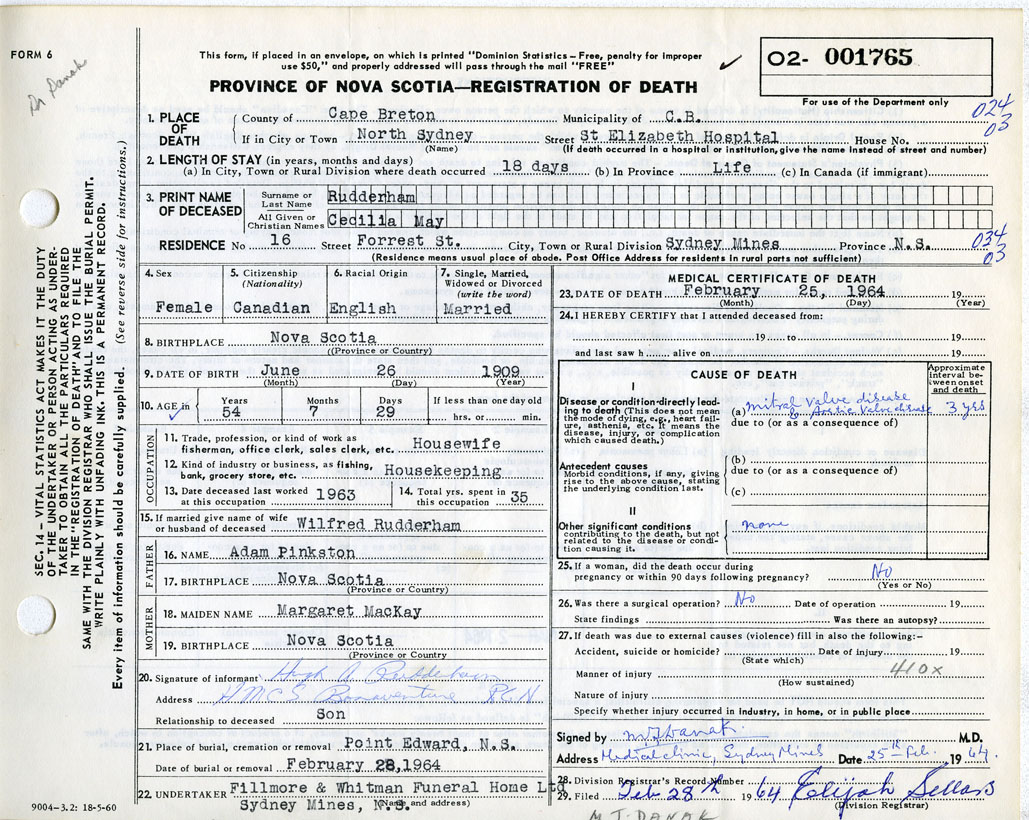 FORM 6
Dr Danak
This form, if placed in an envelope, on which is printed "Dominion Statistics – Free, penalty for improper
use $50," and properly addressed will pass through the mail "FREE"
✓
02- 001765
For use of the Department only
PROVINCE OF NOVA SCOTIA—REGISTRATION OF DEATH
024
03
1. PLACE OF DEATH
County of Cape Breton Municipality of C.B.
If in City or Town North Sydney Street St Elizabeth Hospital House No.
(Name) (If death occurred in a hospital or institution, give the name instead of street and number)
2. LENGTH OF STAY (in years, months and days)
(a) In City, Town or Rural Division where death occurred 18 days (b) In Province Life (c) In Canada (if immigrant)
3. PRINT NAME OF DECEASED
Surname or Last Name Rudderham
All Given or Christian Names Cecilia May
RESIDENCE No 16 Street Forrest St. City, Town or Rural Division Sydney Mines Province N.S.
034
03
(Residence means usual place of abode. Post Office Address for residents in rural parts not sufficient)
4. Sex
Female
5. Citizenship
(Nationality)
Canadian
6. Racial Origin
English
7. Single, Married,
Widowed or Divorced
(write the word)
Married
8. BIRTHPLACE Nova Scotia
((Province or Country)
9. DATE OF BIRTH June 26 1909
(Month) (Day) (Year)
10. AGE in ✓
Years Months Days If less than one day old
54 7 29 hrs. or min.
OCCUPATION
11. Trade, profession, or kind of work as
fisherman, office clerk, sales clerk, etc. Housewife
12. Kind of industry or business, as fishing,
bank, grocery store, etc. Housekeeping
13. Date deceased last worked
at this occupation 1963
14. Total yrs. spent in
this occupation 35
15. If married give name of wife
or husband of deceased Wilfred Rudderham
FATHER
16. NAME Adam Pinkston
17. BIRTHPLACE Nova Scotia
(Province or Country)
MOTHER
18. MAIDEN NAME Margaret MacKay
19. BIRTHPLACE Nova Scotia
(Province or Country
20. Signature of informant Hugh A Rudderham
Address H M C S Bonaventure RCN
Relationship to deceased Son
21. Place of burial, cremation or removal Point Edward, N.S.
Date of burial or removal February 28, 1964
22. UNDERTAKER Fillmore & Whitman Funeral Home Ltd
Sydney Mines, N.S.
(Name and address)
MEDICAL CERTIFICATE OF DEATH
23. DATE OF DEATH February 25, 1964 19
(Month) (Day) (Year)
24. I HEREBY CERTIFY that I attended deceased from:
19 to 19
and last saw h alive on 19
CAUSE OF DEATH
Approximate
interval be-
tween onset
and death
I
Disease or condition directly lead-
ing to death (This does not mean
the mode of dying, e.g., heart fail-
ure, asthenia, etc. It means the
disease, injury, or complication
which caused death.)
(a) mitral valve disease
& Aortic Valve disease 3 yrs
due to (or as a consequence of)
Antecedent causes
Morbid conditions, if any, giving
rise to the above cause, stating
the underlying condition last.
(b)
due to (or as a consequence of)
(c)
II
Other significant conditions
contributing to the death, but not
related to the disease or condi-
tion causing it.
none
25. If a woman, did the death occur during
pregnancy or within 90 days following pregnancy? No
(Yes or No)
26. Was there a surgical operation? No Date of operation 19
State findings Was there an autopsy?
27. If death was due to external causes (violence) fill in also the following:–
Accident, suicide or homicide? Date of injury 19
(State which)
Manner of injury 410x
(How sustained)
Nature of injury
Specify whether injury occurred in industry, in home, or in public place
Signed by M J Danak M.D.
Address Medical clinic, Sydney Mines Date 25th Feb. 1964.
28. Division Registrar's Record Number
29. Filed Feb 28th 1964 Elijah Sellars
(Division Registrar)
M.J. DANAK
SEC. 14 – VITAL STATISTICS ACT MAKES IT THE DUTY
OF THE UNDERTAKER OR PERSON ACTING AS UNDER-
TAKER TO OBTAIN ALL THE PARTICULARS REQUIRED
IN THE "REGISTRATION OF DEATH" AND TO FILE THE
SAME WITH THE DIVISION REGISTRAR WHO SHALL ISSUE THE BURIAL PERMIT.
WRITE PLAINLY WITH UNFADING INK. THIS IS A PERMANENT RECORD.
Every item of information should be carefully supplied. (See reverse side for instructions.)
9004-3.2: 18-5-60